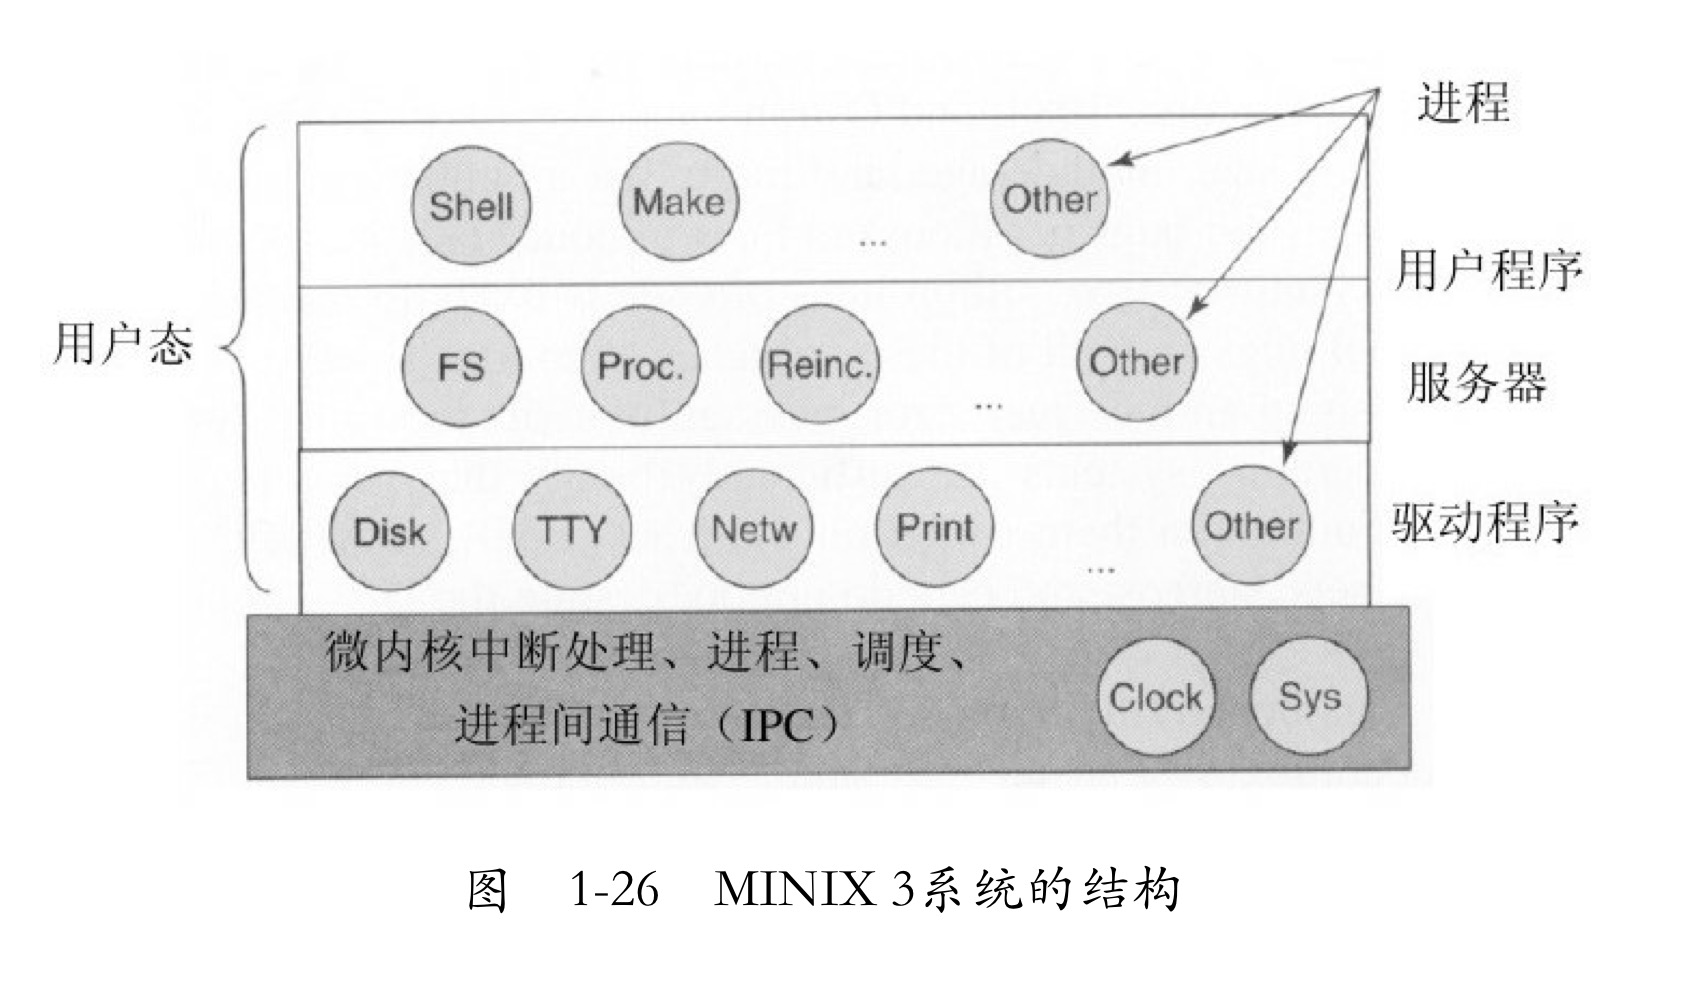 进程
Shell Make ... Other
用户程序
用户态
FS Proc. Reinc. ... Other
服务器
Disk TTY Netw Print ... Other
驱动程序
微内核中断处理、进程、调度、
进程间通信（IPC）
Clock Sys
图 1-26 MINIX 3系统的结构